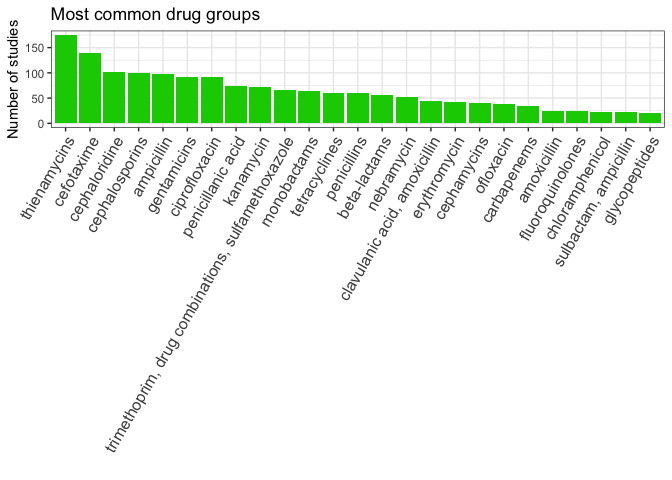 Most common drug groups
Number of studies
150
100
50
0
thienamycins
cefotaxime
cephaloridine
cephalosporins
ampicillin
gentamicins
ciprofloxacin
penicillanic acid
kanamycin
trimethoprim, drug combinations, sulfamethoxazole
monobactams
tetracyclines
penicillins
beta-lactams
nebramycin
clavulanic acid, amoxicillin
erythromycin
cephamycins
ofloxacin
carbapenems
amoxicillin
fluoroquinolones
chloramphenicol
sulbactam, ampicillin
glycopeptides